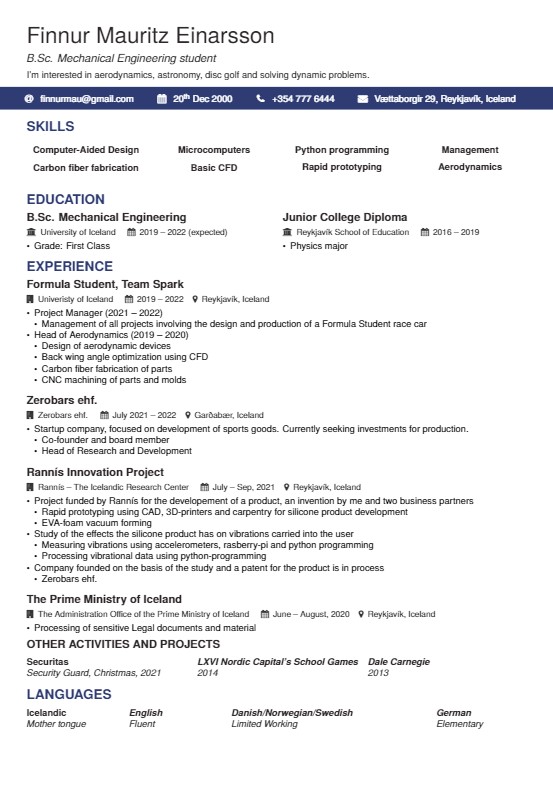 Finnur Mauritz Einarsson
B.Sc. Mechanical Engineering student
I'm interested in aerodynamics, astronomy, disc golf and solving dynamic problems.
finnurmau@gmail.com 20th Dec 2000 +354 777 6444 Vættaborgir 29, Reykjavík, Iceland
SKILLS
Computer-Aided Design Microcomputers Python programming Management
Carbon fiber fabrication Basic CFD Rapid prototyping Aerodynamics
EDUCATION
B.Sc. Mechanical Engineering Junior College Diploma
University of Iceland 2019 – 2022 (expected) Reykjavík School of Education 2016 – 2019
• Grade: First Class • Physics major
EXPERIENCE
Formula Student, Team Spark
Univeristy of Iceland 2019 – 2022 Reykjavík, Iceland
• Project Manager (2021 – 2022)
• Management of all projects involving the design and production of a Formula Student race car
• Head of Aerodynamics (2019 – 2020)
• Design of aerodynamic devices
• Back wing angle optimization using CFD
• Carbon fiber fabrication of parts
• CNC machining of parts and molds
Zerobars ehf.
Zerobars ehf. July 2021 – 2022 Garðabær, Iceland
• Startup company, focused on development of sports goods. Currently seeking investments for production.
• Co-founder and board member
• Head of Research and Development
Rannís Innovation Project
Rannís – The Icelandic Research Center July – Sep, 2021 Reykjavík, Iceland
• Project funded by Rannís for the developement of a product, an invention by me and two business partners
• Rapid prototyping using CAD, 3D-printers and carpentry for silicone product development
• EVA-foam vacuum forming
• Study of the effects the silicone product has on vibrations carried into the user
• Measuring vibrations using accelerometers, rasberry-pi and python programming
• Processing vibrational data using python-programming
• Company founded on the basis of the study and a patent for the product is in process
• Zerobars ehf.
The Prime Ministry of Iceland
The Administration Office of the Prime Ministry of Iceland June – August, 2020 Reykjavík, Iceland
• Processing of sensitive Legal documents and material
OTHER ACTIVITIES AND PROJECTS
Securitas LXVI Nordic Capital's School Games Dale Carnegie
Security Guard, Christmas, 2021 2014 2013
LANGUAGES
Icelandic English Danish/Norwegian/Swedish German
Mother tongue Fluent Limited Working Elementary